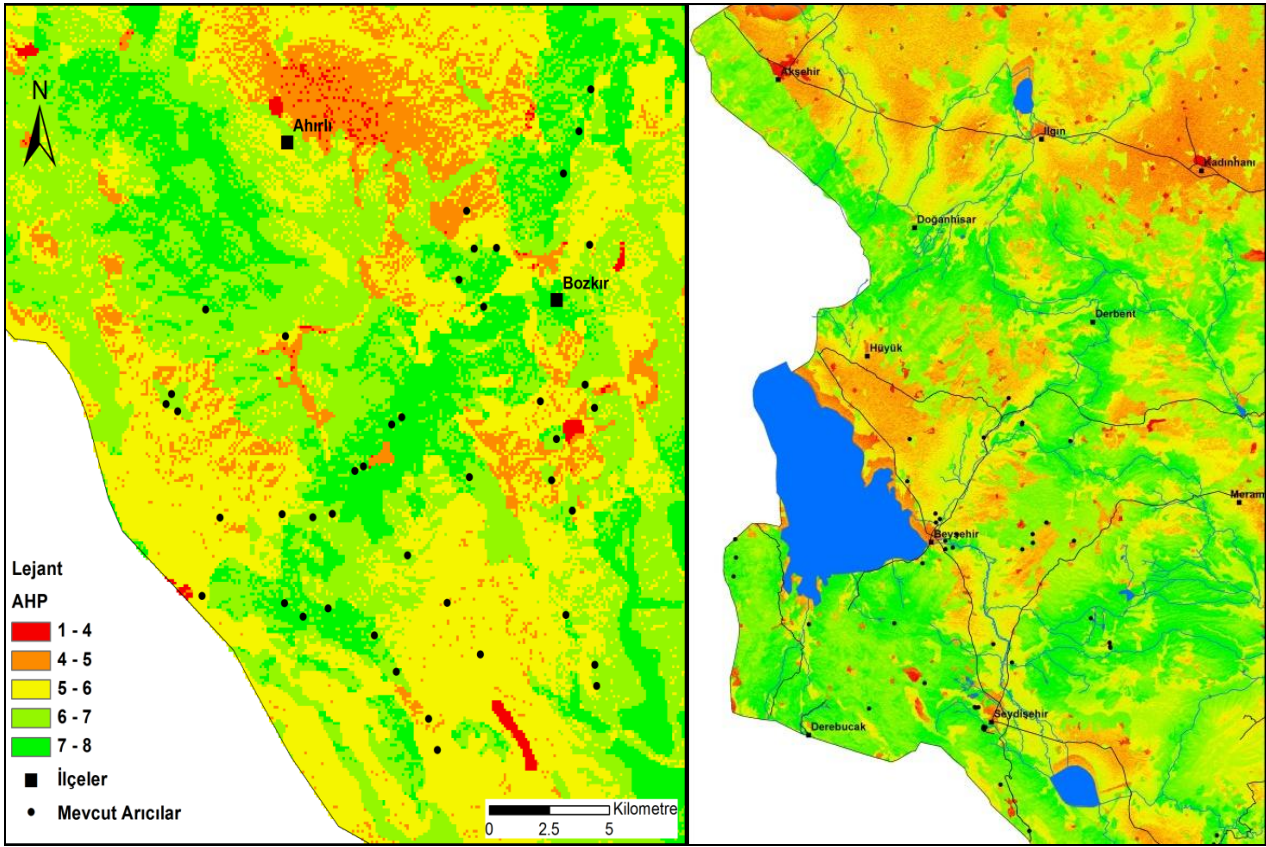 N
Ahırlı
Bozkır
Lejant
AHP
1 - 4
4 - 5
5 - 6
6 - 7
7 - 8
İlçeler
Mevcut Arıcılar
Kilometre
0 2.5 5
Akşehir
Ilgın
Kadınhanı
Doğanhisar
Derbent
Hüyük
Meram
Beyşehir
Seydişehir
Derebucak